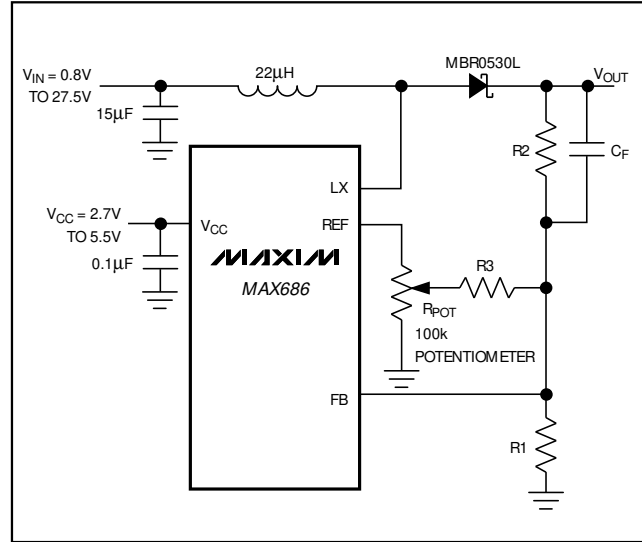 MBR0530L
V_IN = 0.8V
TO 27.5V
22μH
V_OUT
15μF
R2
C_F
LX
V_CC = 2.7V
TO 5.5V
V_CC
REF
MAXIM
MAX686
0.1μF
R3
R_POT
100k
POTENTIOMETER
FB
R1